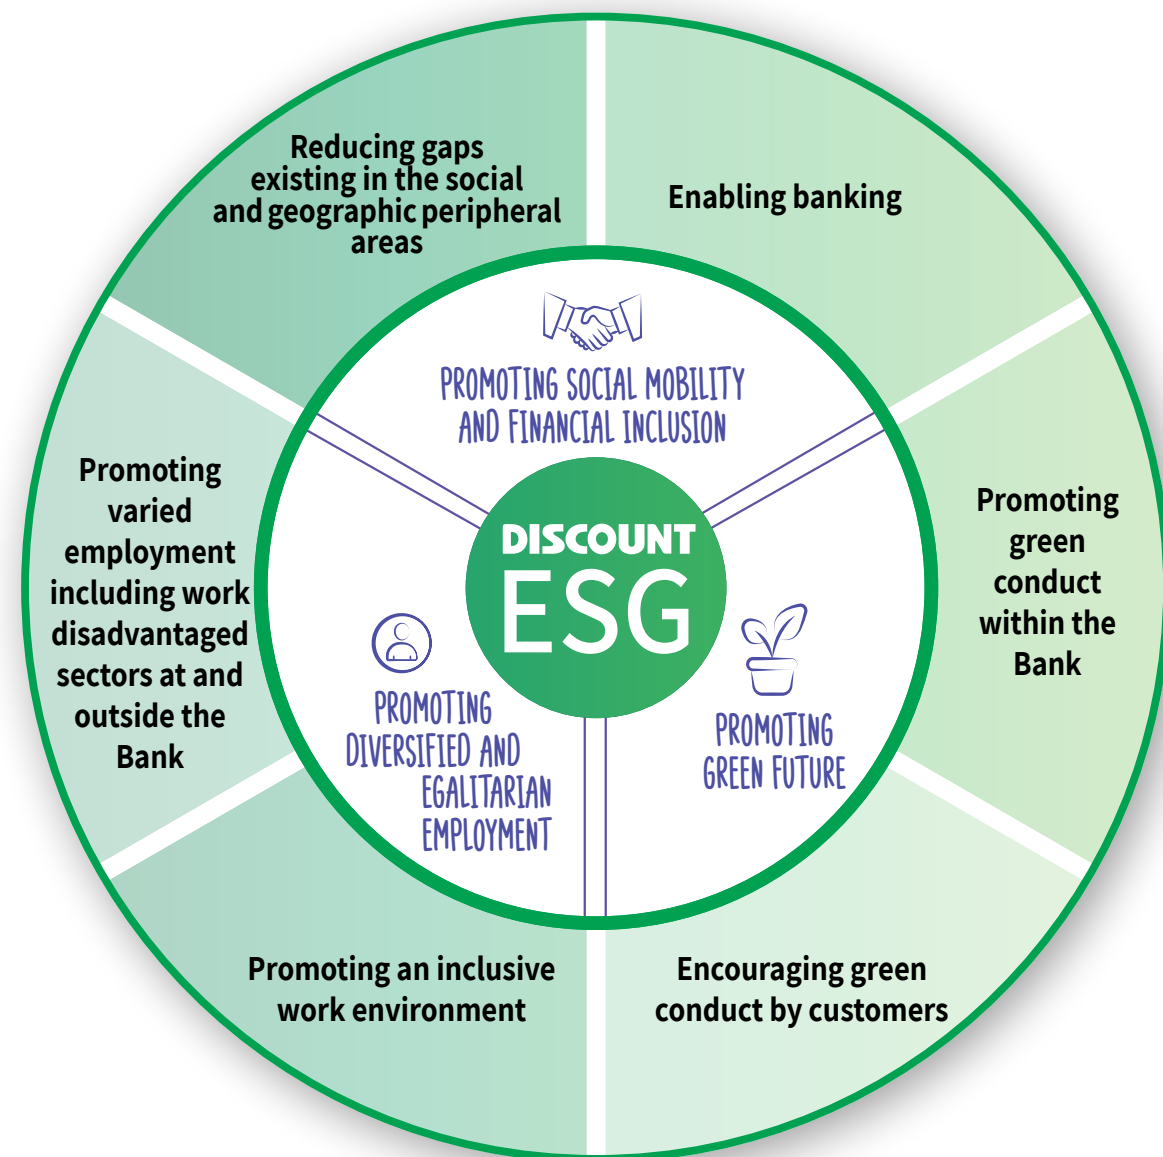 Reducing gaps
existing in the social
and geographic peripheral
areas
Enabling banking
PROMOTING SOCIAL MOBILITY
AND FINANCIAL INCLUSION
Promoting
varied
employment
including work
disadvantaged
sectors at and
outside the
Bank
DISCOUNT
ESG
Promoting
green
conduct
within the
Bank
PROMOTING
DIVERSIFIED AND
EGALITARIAN
EMPLOYMENT
PROMOTING
GREEN FUTURE
Promoting an inclusive
work environment
Encouraging green
conduct by customers